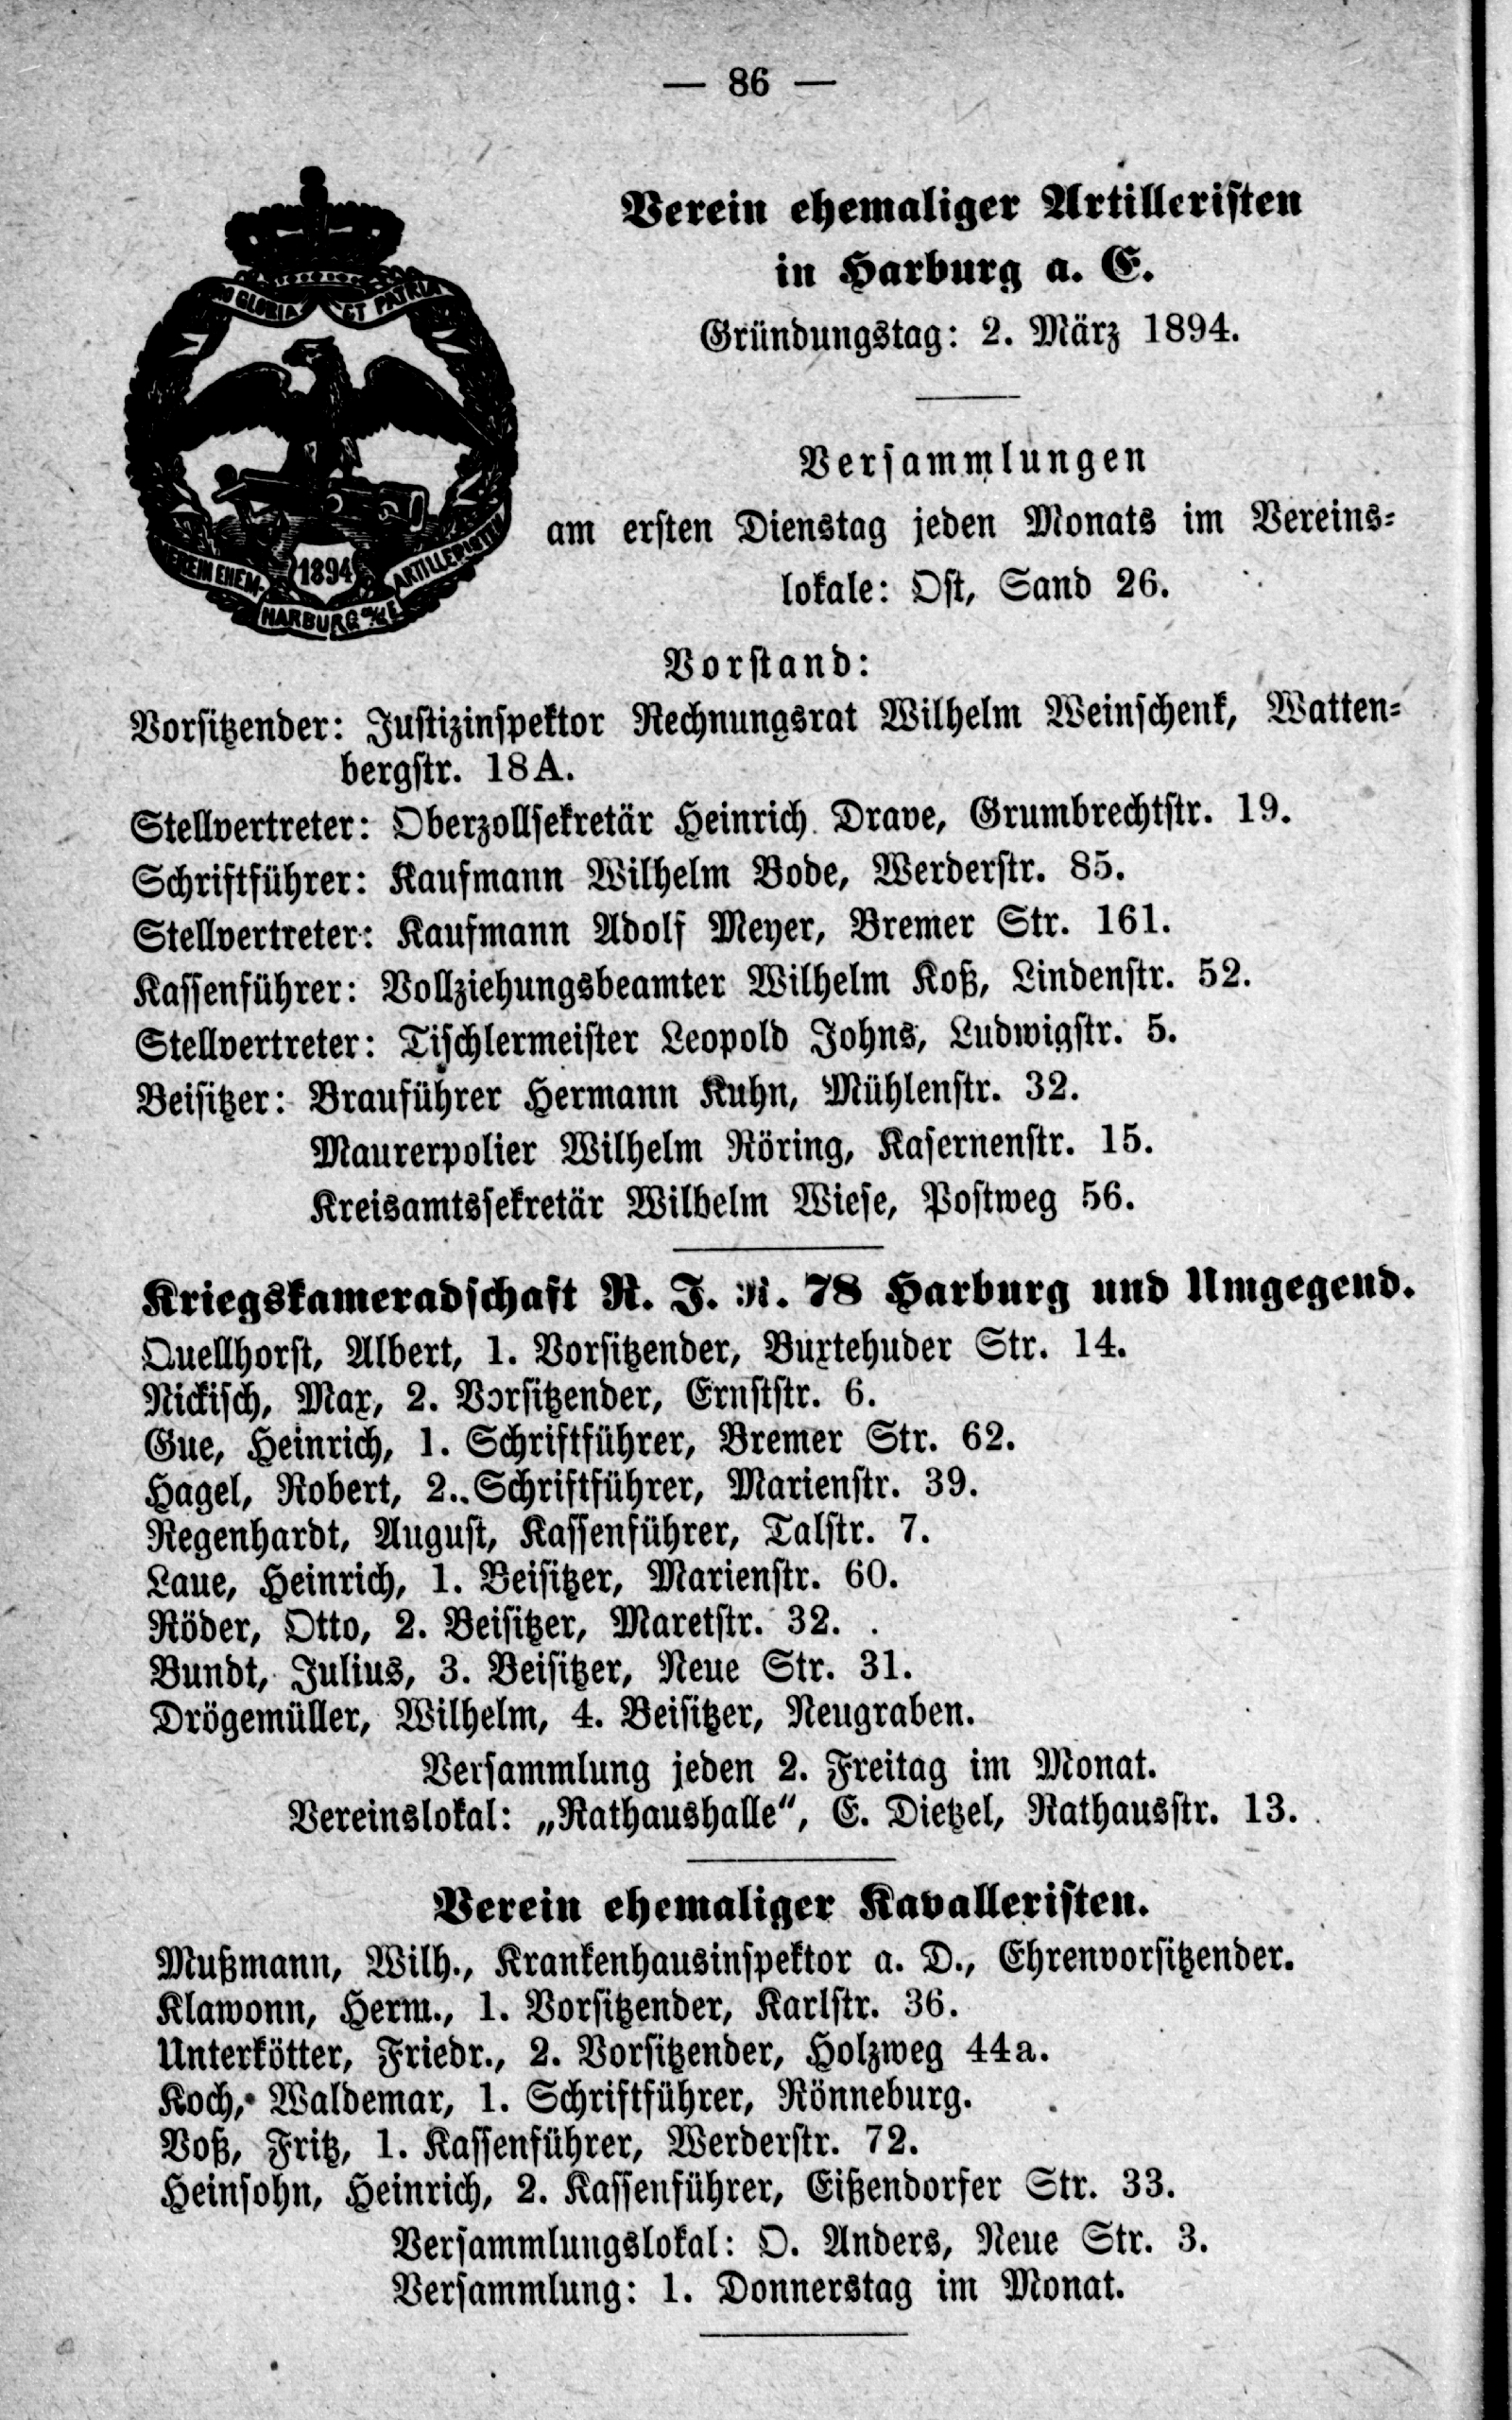 — 86 —
PRO GLORIA ET PATRIA
VEREIN EHEM. 1894 ARTILLERISTEN
HARBURG a/E
Verein ehemaliger Artilleristen
in Harburg a. E.
Gründungstag: 2. März 1894.
Versammlungen
am ersten Dienstag jeden Monats im Vereins-
lokale: Ost, Sand 26.
Vorstand:
Vorsitzender: Justizinspektor Rechnungsrat Wilhelm Weinschenk, Watten-
bergstr. 18A.
Stellvertreter: Oberzollsekretär Heinrich Drave, Grumbrechtstr. 19.
Schriftführer: Kaufmann Wilhelm Bode, Werderstr. 85.
Stellvertreter: Kaufmann Adolf Meyer, Bremer Str. 161.
Kassenführer: Vollziehungsbeamter Wilhelm Koß, Lindenstr. 52.
Stellvertreter: Tischlermeister Leopold Johns, Ludwigstr. 5.
Beisitzer: Brauführer Hermann Kuhn, Mühlenstr. 32.
Maurerpolier Wilhelm Röring, Kasernenstr. 15.
Kreisamtssekretär Wilhelm Wiese, Postweg 56.
Kriegskameradschaft R. J. R. 78 Harburg und Umgegend.
Quellhorst, Albert, 1. Vorsitzender, Buxtehuder Str. 14.
Nickisch, Max, 2. Vorsitzender, Ernststr. 6.
Gue, Heinrich, 1. Schriftführer, Bremer Str. 62.
Hagel, Robert, 2. Schriftführer, Marienstr. 39.
Regenhardt, August, Kassenführer, Talstr. 7.
Laue, Heinrich, 1. Beisitzer, Marienstr. 60.
Röder, Otto, 2. Beisitzer, Maretstr. 32.
Bundt, Julius, 3. Beisitzer, Neue Str. 31.
Drögemüller, Wilhelm, 4. Beisitzer, Neugraben.
Versammlung jeden 2. Freitag im Monat.
Vereinslokal: „Rathaushalle“, E. Dietzel, Rathausstr. 13.
Verein ehemaliger Kavalleristen.
Mußmann, Wilh., Krankenhausinspektor a. D., Ehrenvorsitzender.
Klawonn, Herm., 1. Vorsitzender, Karlstr. 36.
Unterkötter, Friedr., 2. Vorsitzender, Holzweg 44a.
Koch, Waldemar, 1. Schriftführer, Rönneburg.
Voß, Fritz, 1. Kassenführer, Werderstr. 72.
Heinsohn, Heinrich, 2. Kassenführer, Eißendorfer Str. 33.
Versammlungslokal: O. Anders, Neue Str. 3.
Versammlung: 1. Donnerstag im Monat.